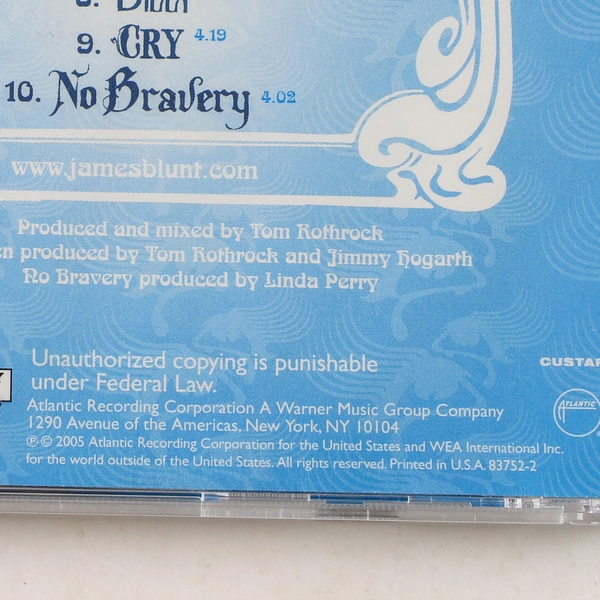 9. CRY 4.19
10. No Bravery 4.02
www.jamesblunt.com
Produced and mixed by Tom Rothrock
produced by Tom Rothrock and Jimmy Hogarth
No Bravery produced by Linda Perry
Unauthorized copying is punishable
under Federal Law.
Atlantic Recording Corporation A Warner Music Group Company
1290 Avenue of the Americas, New York, NY 10104
℗ © 2005 Atlantic Recording Corporation for the United States and WEA International Inc.
for the world outside of the United States. All rights reserved. Printed in U.S.A. 83752-2
ATLANTIC